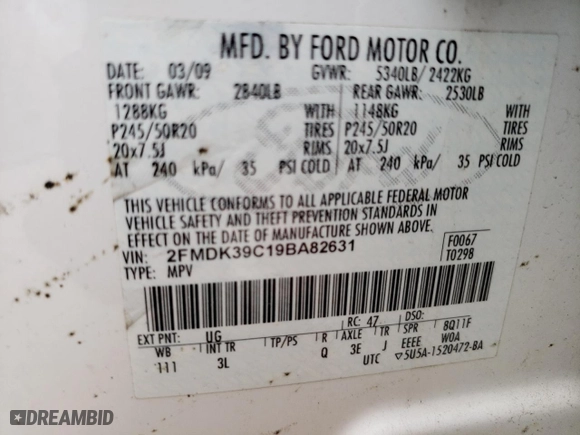 MFD. BY FORD MOTOR CO.
DATE: 03/09 GVWR: 5340LB/ 2422KG
FRONT GAWR: 2840LB REAR GAWR: 2530LB
1288KG WITH 1148KG WITH
P245/50R20 TIRES P245/50R20 TIRES
20x7.5J RIMS 20x7.5J RIMS
AT 240 kPa/ 35 PSI COLD AT 240 kPa/ 35 PSI COLD
THIS VEHICLE CONFORMS TO ALL APPLICABLE FEDERAL MOTOR
VEHICLE SAFETY AND THEFT PREVENTION STANDARDS IN
EFFECT ON THE DATE OF MANUFACTURE SHOWN ABOVE.
VIN: 2FMDK39C19BA82631 F0067
TYPE: MPV T0298
EXT PNT: UG RC: 47 DSO:
WB INT TR TP/PS R AXLE TR SPR 8Q11F
111 3L Q 3E J EEEE W0A
UTC ▽5U5A-1520472-BA
DREAMBID